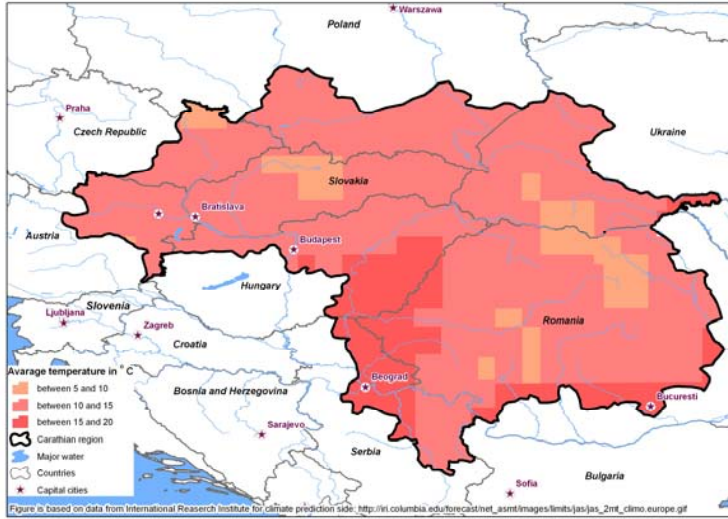 Warszawa
Poland
Praha
Czech Republic
Ukraine
Slovakia
Bratislava
Austria
Budapest
Hungary
Slovenia
Ljubljana
Zagreb
Romania
Croatia
Avarage temperature in ° C
between 5 and 10
between 10 and 15
between 15 and 20
Carathian region
Major water
Countries
Capital cities
Beograd
Bosnia and Herzegovina
Bucuresti
Sarajevo
Serbia
Bulgaria
Sofia
Figure is based on data from International Reaserch Institute for climate prediction side: http://iri.columbia.edu/forecast/net_asmt/images/limits/jas/jas_2mt_climo.europe.gif